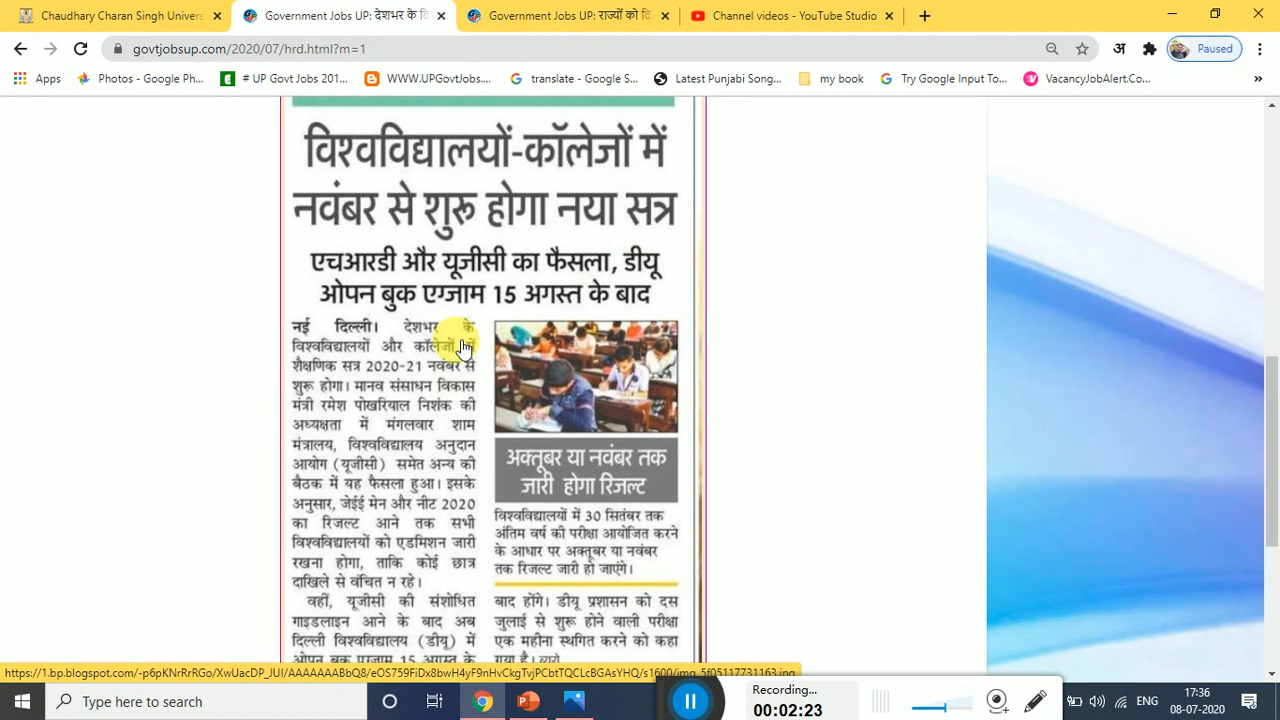 Chaudhary Charan Singh Univers
Government Jobs UP: देशभर के वि
Government Jobs UP: राज्यों को वि
Channel videos - YouTube Studio
govtjobsup.com/2020/07/hrd.html?m=1
अ
Paused
Apps
Photos - Google Ph...
# UP Govt Jobs 201...
WWW.UPGovtJobs....
translate - Google S...
Latest Punjabi Song...
my book
Try Google Input To...
VacancyJobAlert.Co...
»
विश्वविद्यालयों-कॉलेजों में
नवंबर से शुरू होगा नया सत्र
एचआरडी और यूजीसी का फैसला, डीयू
ओपन बुक एग्जाम 15 अगस्त के बाद
नई दिल्ली। देशभर के
विश्वविद्यालयों और कॉलेजों में
शैक्षणिक सत्र 2020-21 नवंबर से
शुरू होगा। मानव संसाधन विकास
मंत्री रमेश पोखरियाल निशंक की
अध्यक्षता में मंगलवार शाम
मंत्रालय, विश्वविद्यालय अनुदान
आयोग (यूजीसी) समेत अन्य की
बैठक में यह फैसला हुआ। इसके
अनुसार, जेईई मेन और नीट 2020
का रिजल्ट आने तक सभी
विश्वविद्यालयों को एडमिशन जारी
रखना होगा, ताकि कोई छात्र
दाखिले से वंचित न रहे।
वहीं, यूजीसी की संशोधित
गाइडलाइन आने के बाद अब
दिल्ली विश्वविद्यालय (डीयू) में
ओपन बुक एग्जाम 15 अगस्त के
अक्तूबर या नवंबर तक
जारी होगा रिजल्ट
विश्वविद्यालयों में 30 सितंबर तक
अंतिम वर्ष की परीक्षा आयोजित करने
के आधार पर अक्तूबर या नवंबर
तक रिजल्ट जारी हो जाएंगे।
बाद होंगे। डीयू प्रशासन को दस
जुलाई से शुरू होने वाली परीक्षा
एक महीना स्थगित करने को कहा
गया है। ब्यूरो
Type here to search
Recording...
00:02:23
ENG
17:36
08-07-2020